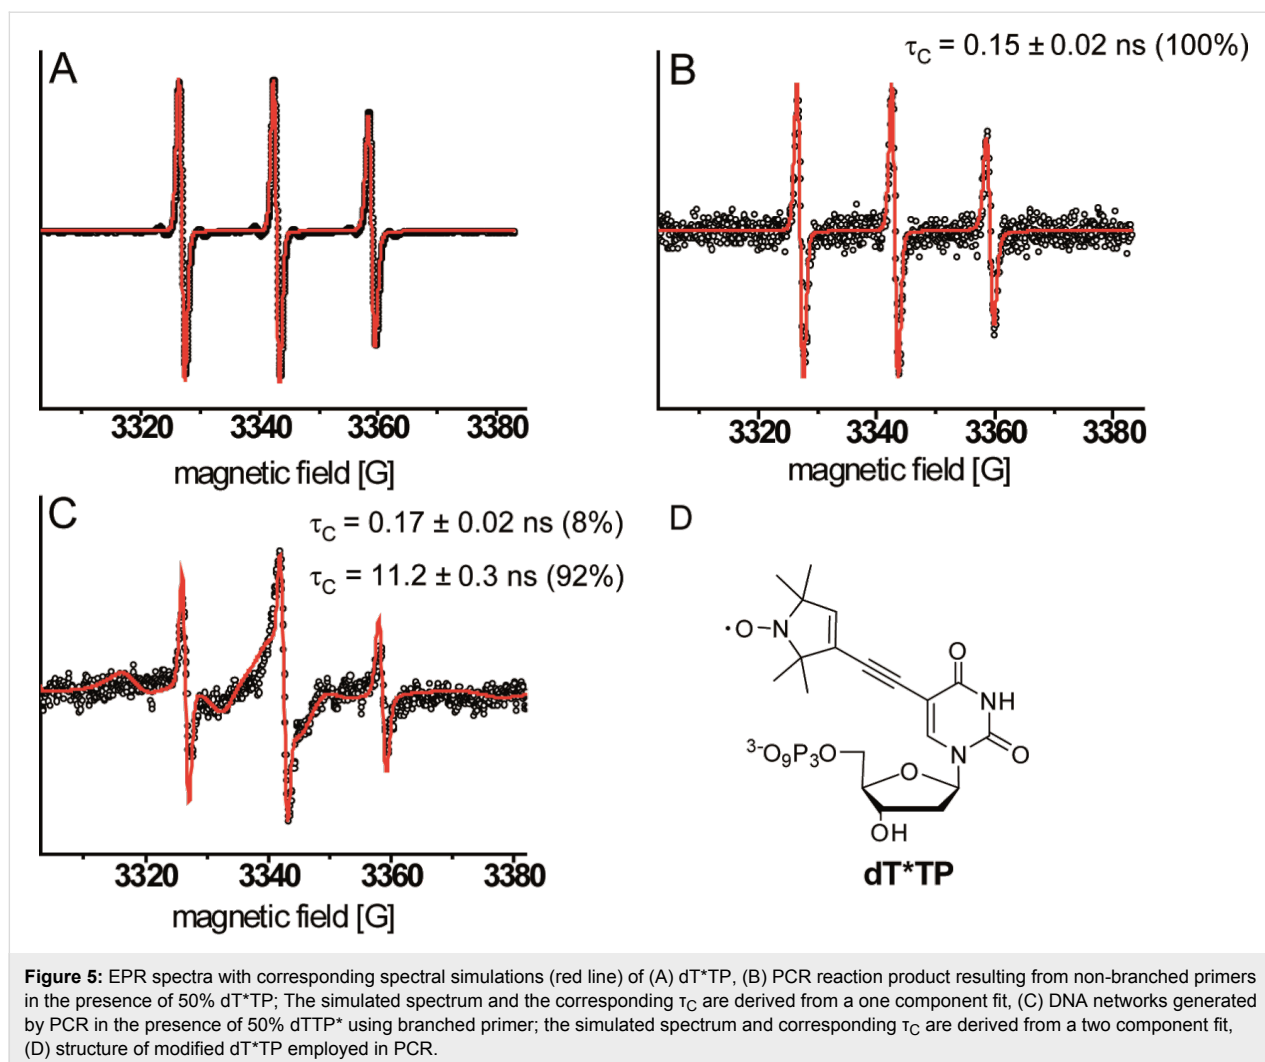 A
3320 3340 3360 3380
magnetic field [G]
B
τC = 0.15 ± 0.02 ns (100%)
3320 3340 3360 3380
magnetic field [G]
C
τC = 0.17 ± 0.02 ns (8%)
τC = 11.2 ± 0.3 ns (92%)
3320 3340 3360 3380
magnetic field [G]
D
·O N
O
NH
N O
3-O9P3O
O
OH
dT*TP
Figure 5: EPR spectra with corresponding spectral simulations (red line) of (A) dT*TP, (B) PCR reaction product resulting from non-branched primers
in the presence of 50% dT*TP; The simulated spectrum and the corresponding τC are derived from a one component fit, (C) DNA networks generated
by PCR in the presence of 50% dTTP* using branched primer; the simulated spectrum and corresponding τC are derived from a two component fit,
(D) structure of modified dT*TP employed in PCR.